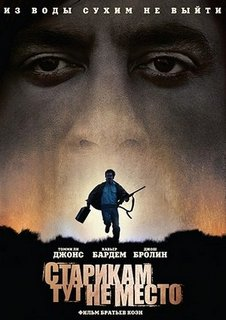 ИЗ ВОДЫ СУХИМ НЕ ВЫЙТИ
ТОММИ ЛИ ДЖОНС
ХАВЬЕР БАРДЕМ
ДЖОШ БРОЛИН
СТАРИКАМ
ТУТ НЕ МЕСТО
ФИЛЬМ БРАТЬЕВ КОЭН